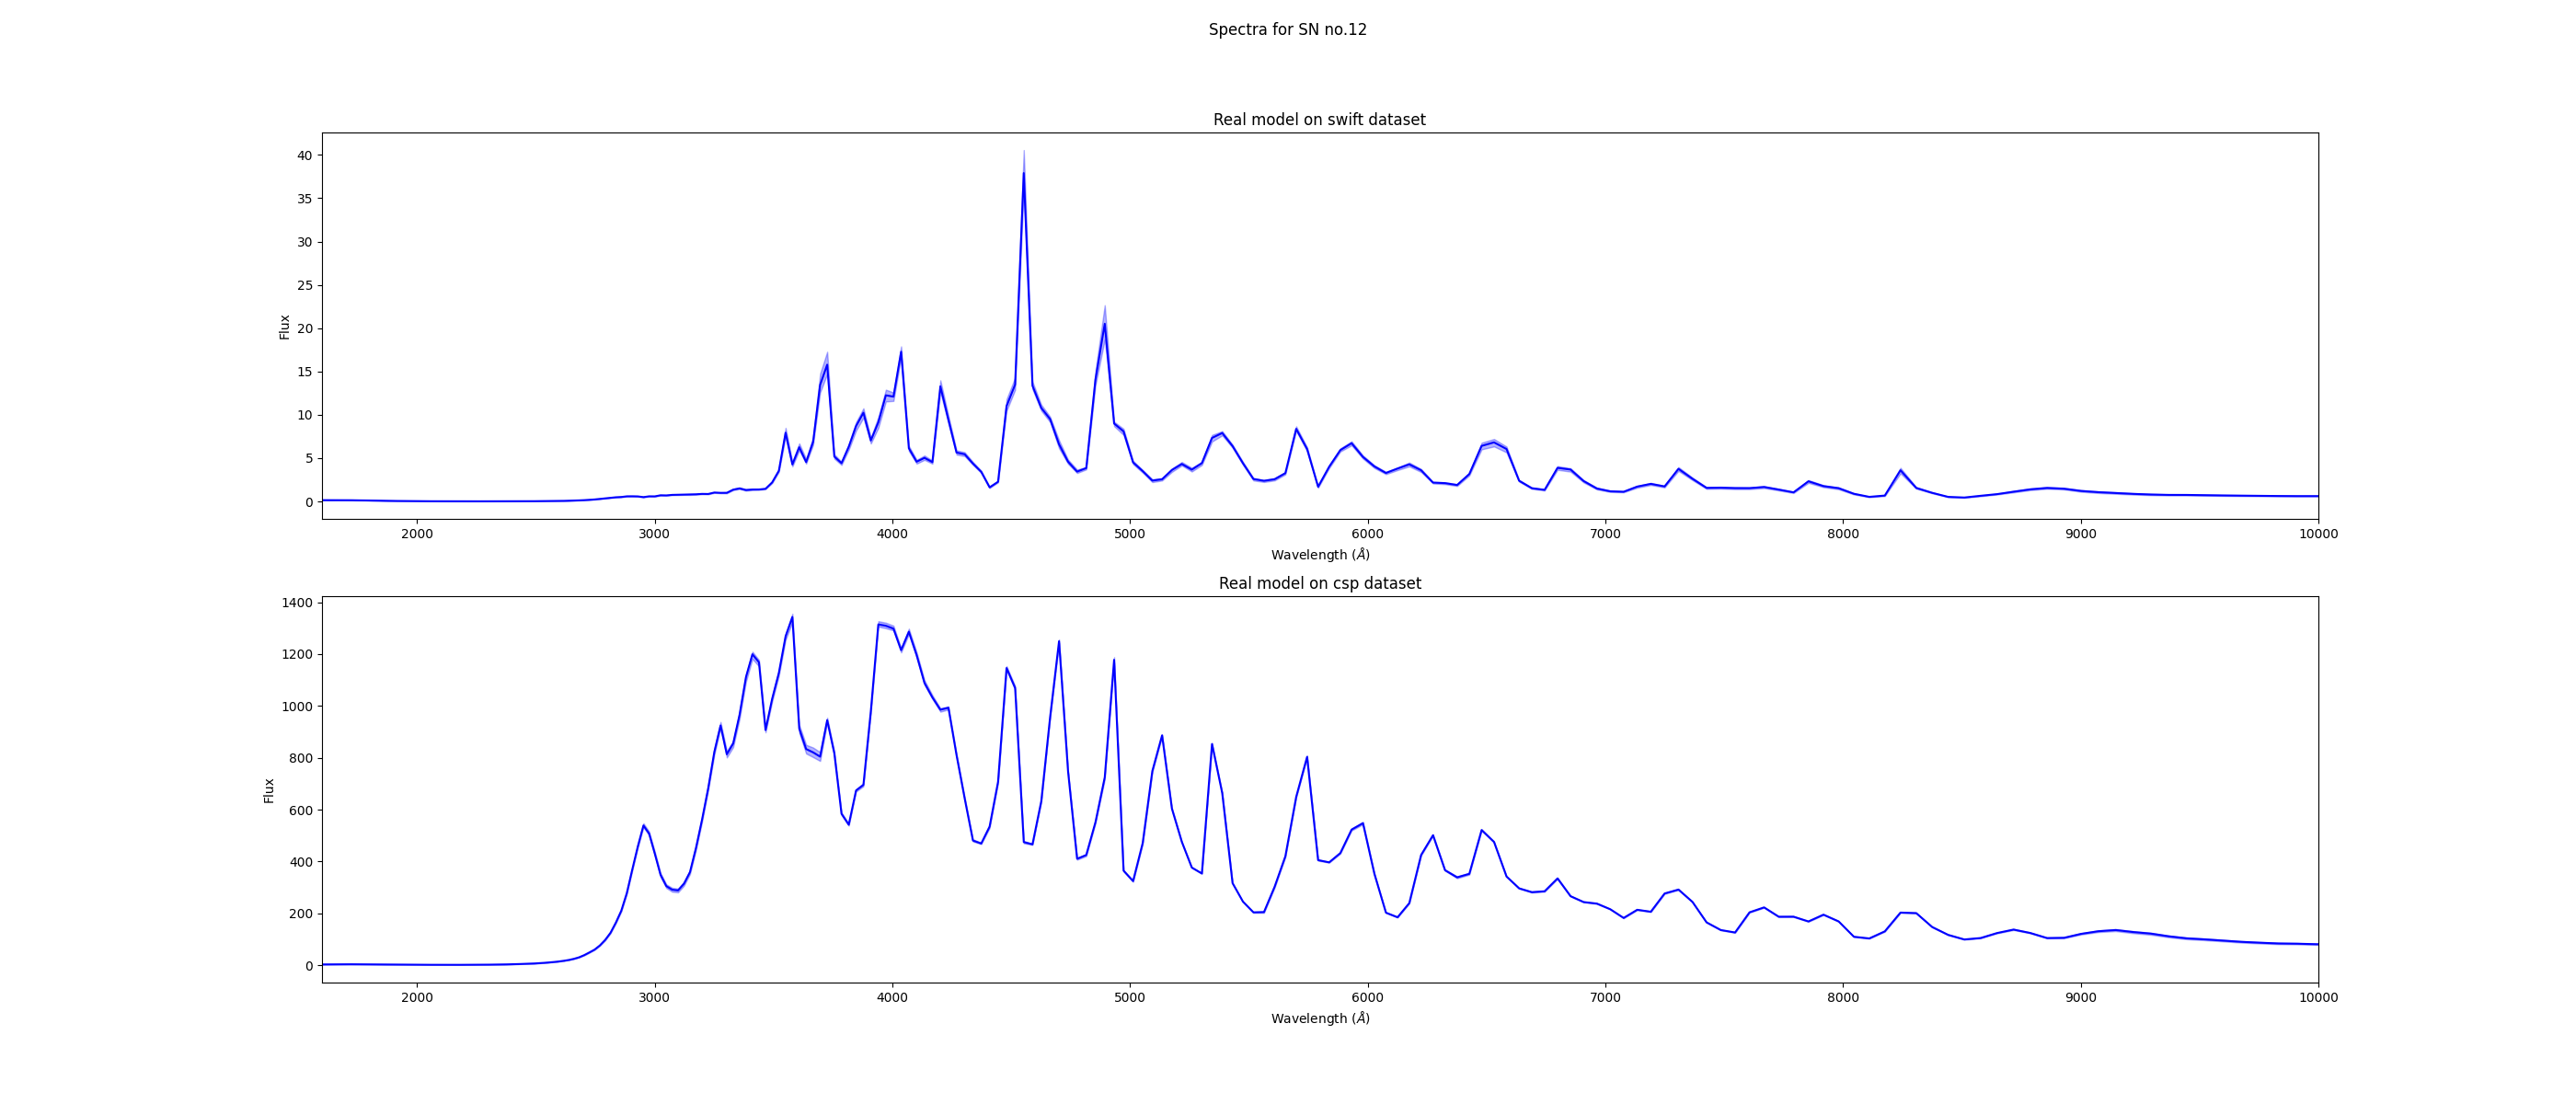 Spectra for SN no.12
Real model on swift dataset
40
35
30
25
20
15
10
5
0
Flux
2000 3000 4000 5000 6000 7000 8000 9000 10000
Wavelength (Å)
Real model on csp dataset
1400
1200
1000
800
600
400
200
0
Flux
2000 3000 4000 5000 6000 7000 8000 9000 10000
Wavelength (Å)